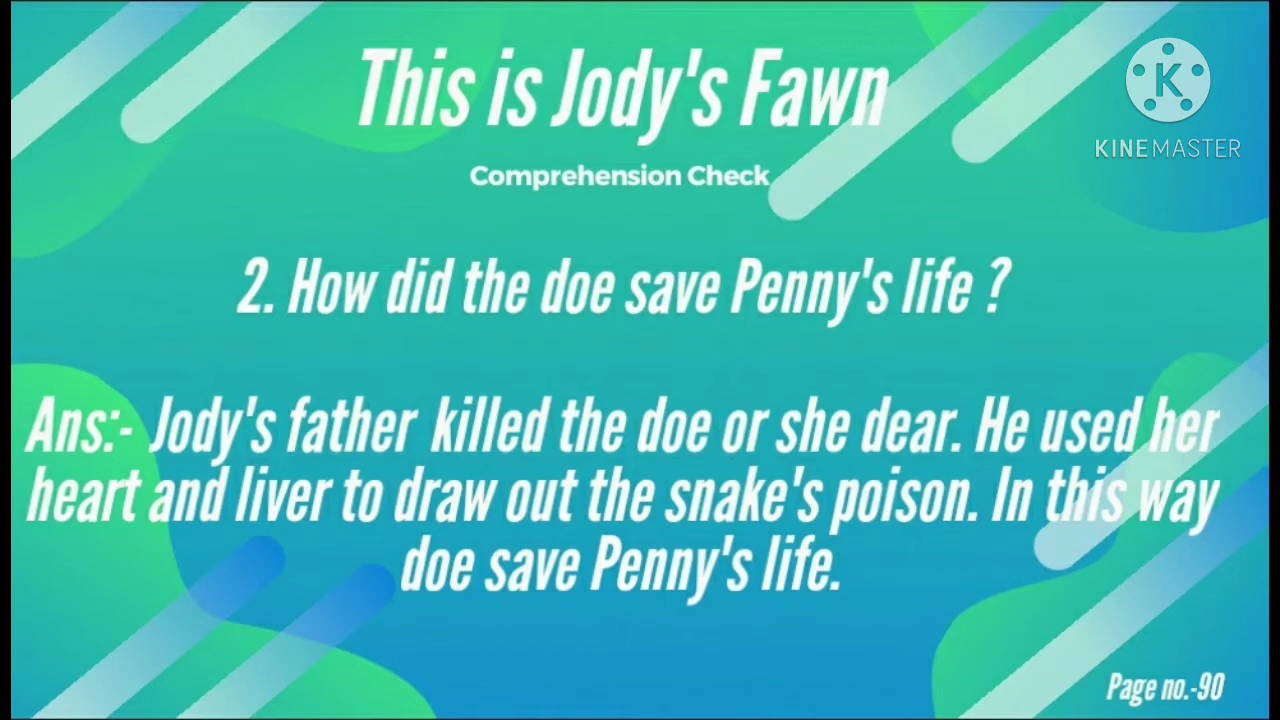 This is Jody's Fawn
K
KINEMASTER
Comprehension Check
2. How did the doe save Penny's life ?
Ans:- Jody's father killed the doe or she dear. He used her
heart and liver to draw out the snake's poison. In this way
doe save Penny's life.
Page no.-90